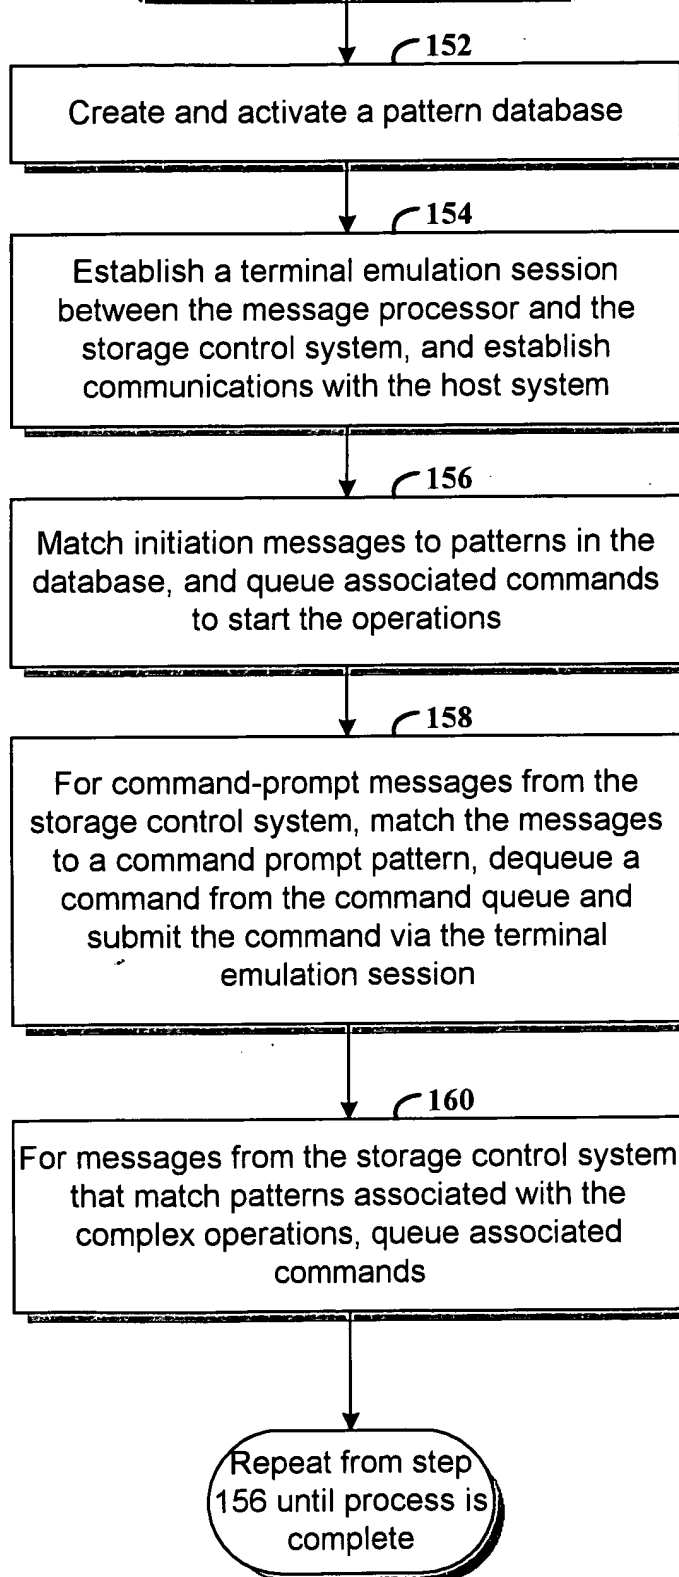 152
Create and activate a pattern database
154
Establish a terminal emulation session
between the message processor and the
storage control system, and establish
communications with the host system
156
Match initiation messages to patterns in the
database, and queue associated commands
to start the operations
158
For command-prompt messages from the
storage control system, match the messages
to a command prompt pattern, dequeue a
command from the command queue and
submit the command via the terminal
emulation session
160
For messages from the storage control system
that match patterns associated with the
complex operations, queue associated
commands
Repeat from step
156 until process is
complete